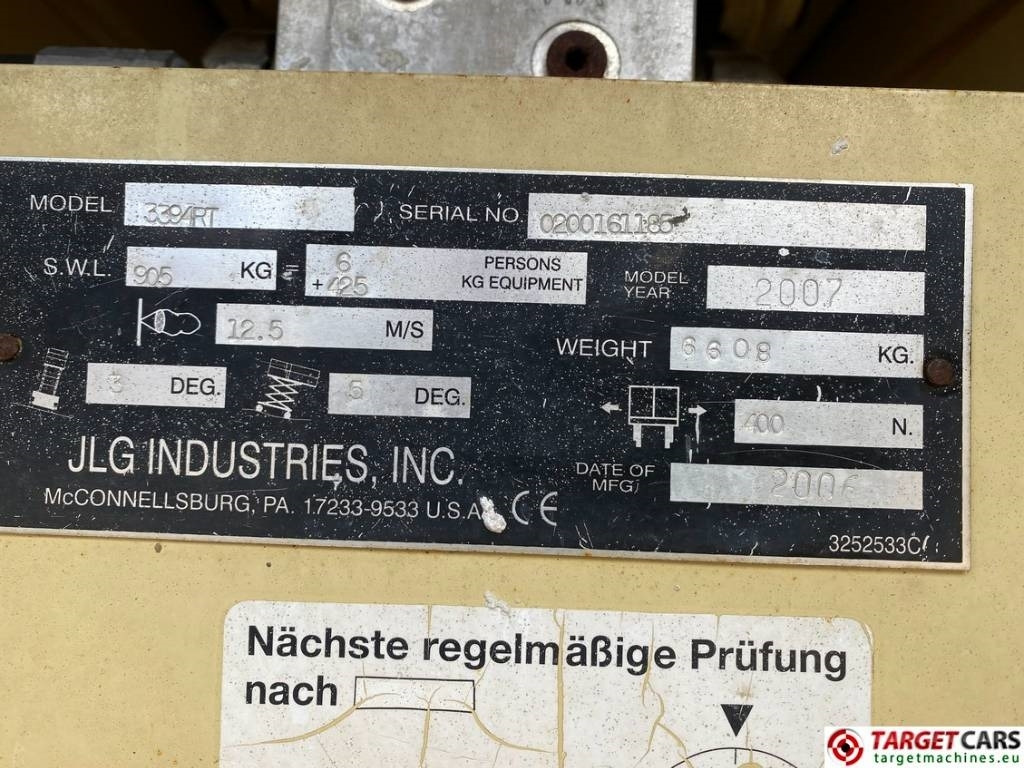 MODEL 3394RT SERIAL NO. 0200161185
S.W.L. 905 KG = 6 PERSONS
+425 KG EQUIPMENT
MODEL YEAR 2007
12.5 M/S
WEIGHT 6608 KG.
3 DEG. 5 DEG.
400 N.
JLG INDUSTRIES, INC.
McCONNELLSBURG, PA. 17233-9533 U.S.A.
CE
DATE OF MFG. 2006
3252533C
Nächste regelmäßige Prüfung
nach
TARGETCARS
targetmachines.eu